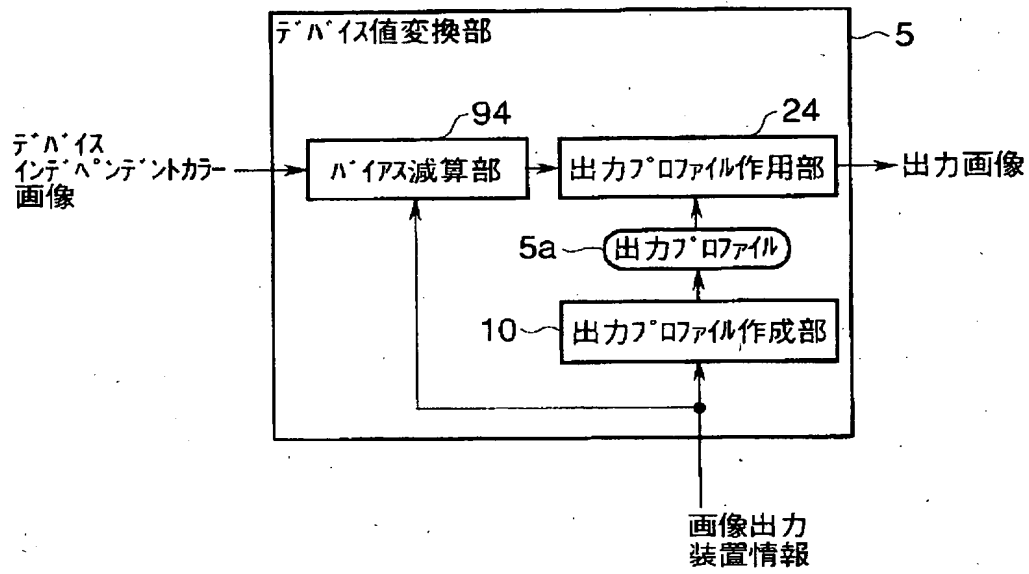 デバイス値変換部
5
94
24
デバイス
インデペンデントカラー
画像
バイアス減算部
出力プロファイル作用部
出力画像
5a
出力プロファイル
10
出力プロファイル作成部
画像出力
装置情報